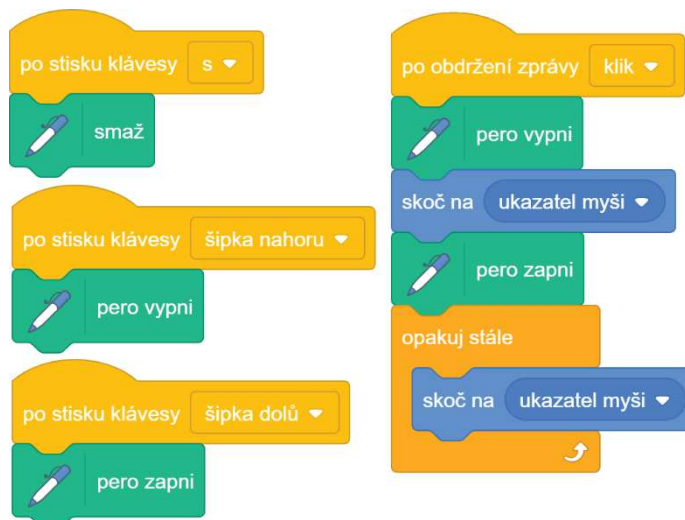 po stisku klávesy s
smaž
po stisku klávesy šipka nahoru
pero vypni
po stisku klávesy šipka dolů
pero zapni
po obdržení zprávy klik
pero vypni
skoč na ukazatel myši
pero zapni
opakuj stále
skoč na ukazatel myši